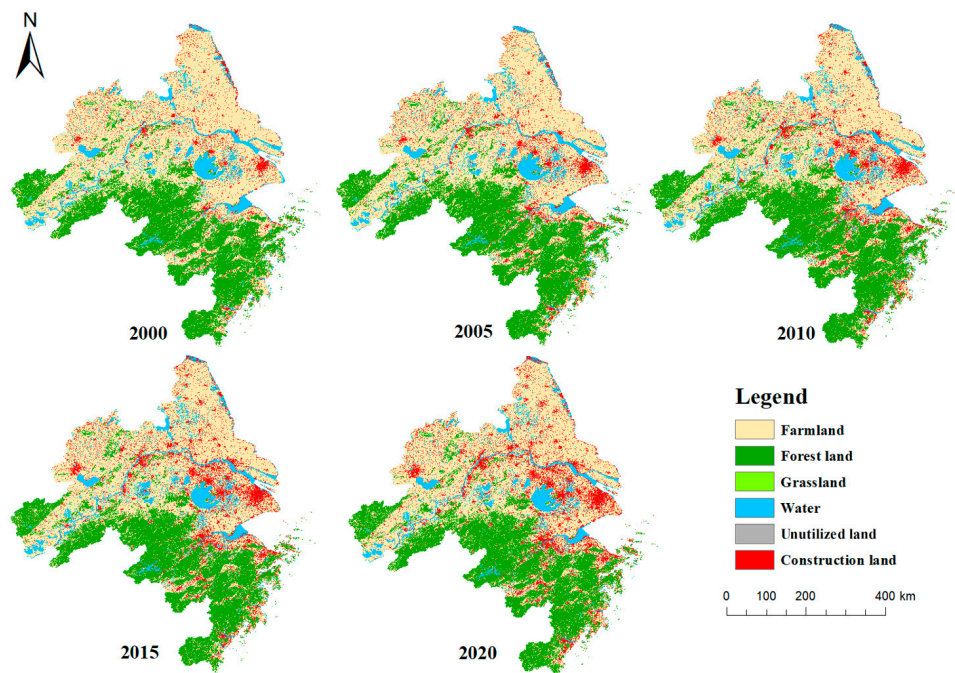 N
2000
2005
2010
2015
2020
Legend
Farmland
Forest land
Grassland
Water
Unutilized land
Construction land
0 100 200 400 km